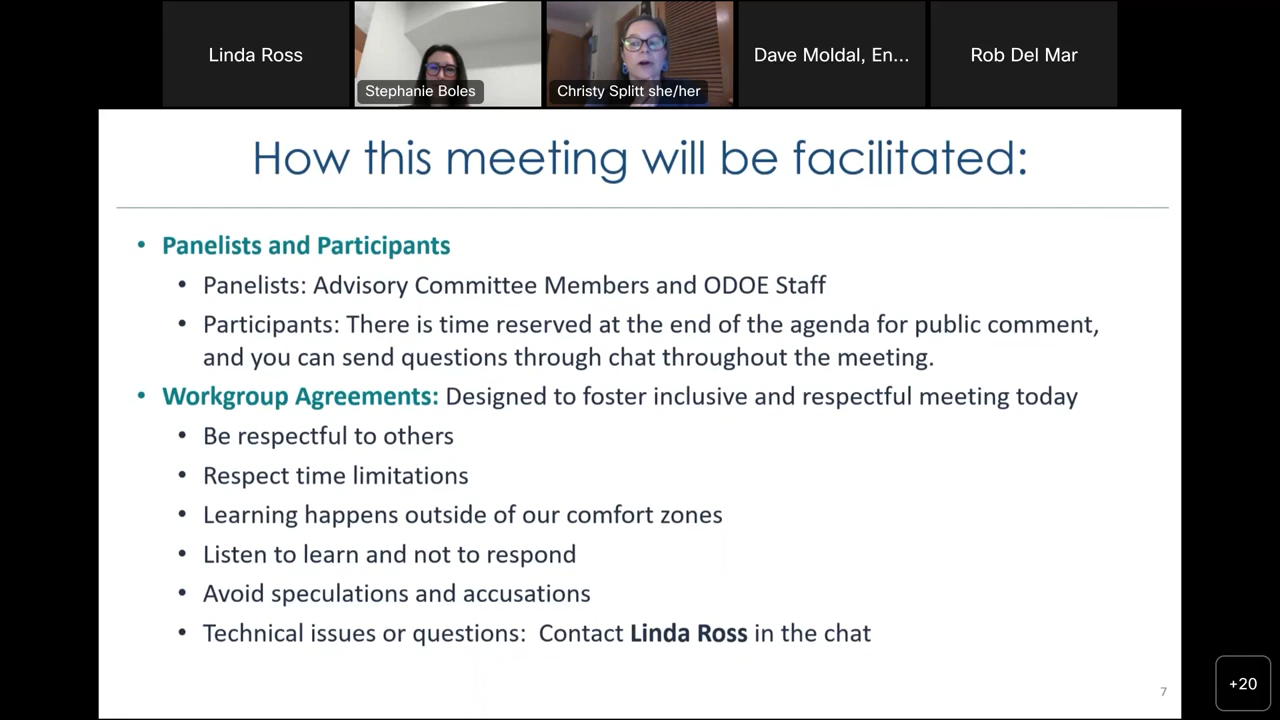 Linda Ross
Stephanie Boles
Christy Splitt she/her
Dave Moldal, En...
Rob Del Mar
How this meeting will be facilitated:
• Panelists and Participants
• Panelists: Advisory Committee Members and ODOE Staff
• Participants: There is time reserved at the end of the agenda for public comment,
and you can send questions through chat throughout the meeting.
• Workgroup Agreements: Designed to foster inclusive and respectful meeting today
• Be respectful to others
• Respect time limitations
• Learning happens outside of our comfort zones
• Listen to learn and not to respond
• Avoid speculations and accusations
• Technical issues or questions:  Contact Linda Ross in the chat
7
+20